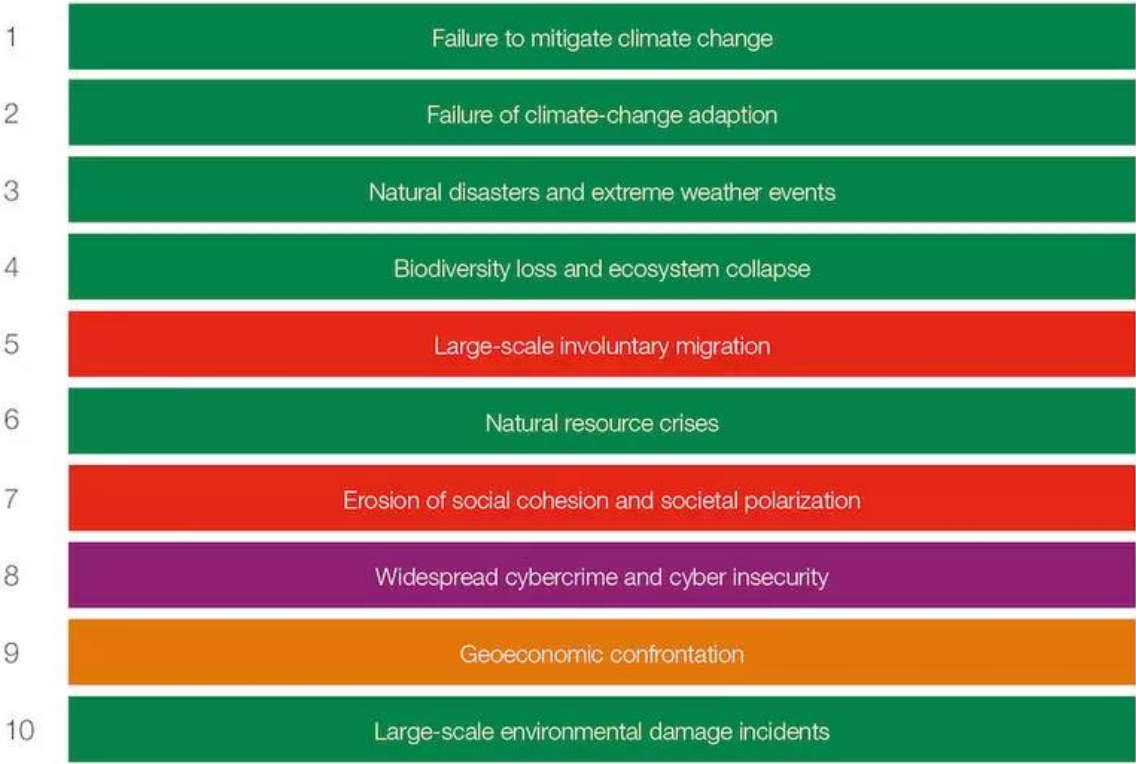 1 Failure to mitigate climate change
2 Failure of climate-change adaption
3 Natural disasters and extreme weather events
4 Biodiversity loss and ecosystem collapse
5 Large-scale involuntary migration
6 Natural resource crises
7 Erosion of social cohesion and societal polarization
8 Widespread cybercrime and cyber insecurity
9 Geoeconomic confrontation
10 Large-scale environmental damage incidents